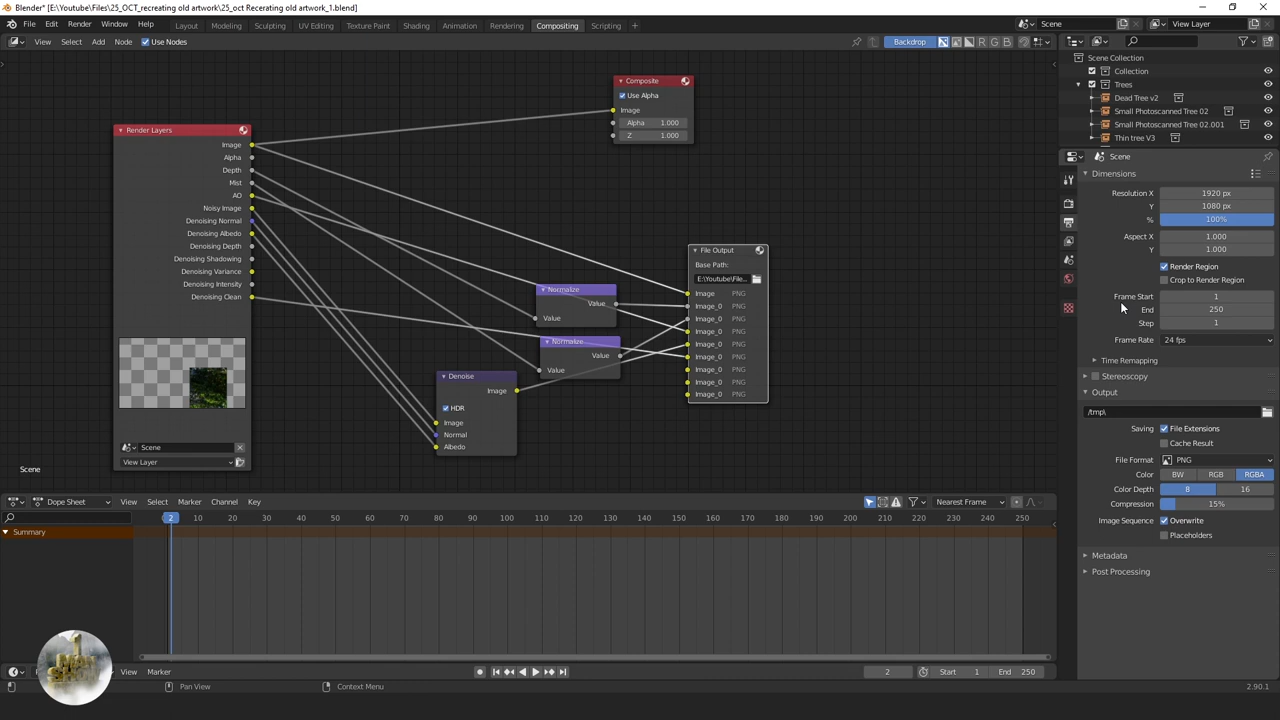 Blender* [E:\Youtube\Files\25_OCT_recreating old artwork\25_oct Recerating old artwork_1.blend]
File Edit Render Window Help Layout Modeling Sculpting UV Editing Texture Paint Shading Animation Rendering Compositing Scripting + Scene View Layer
View Select Add Node Use Nodes Backdrop R G B
Scene Collection
Collection
Trees
Dead Tree v2
Small Photoscanned Tree 02
Small Photoscanned Tree 02.001
Thin tree V3
Composite
Use Alpha
Image
Alpha 1.000
Z 1.000
Render Layers
Image
Alpha
Depth
Mist
AO
Noisy Image
Denoising Normal
Denoising Albedo
Denoising Depth
Denoising Shadowing
Denoising Variance
Denoising Intensity
Denoising Clean
Scene
View Layer
Scene
Normalize
Value
Value
Normalize
Value
Value
Denoise
Image
HDR
Image
Normal
Albedo
File Output
Base Path:
E:\Youtube\File...
Image PNG
Image_0 PNG
Image_0 PNG
Image_0 PNG
Image_0 PNG
Image_0 PNG
Image_0 PNG
Image_0 PNG
Image_0 PNG
Scene
Dimensions
Resolution X 1920 px
Y 1080 px
% 100%
Aspect X 1.000
Y 1.000
Render Region
Crop to Render Region
Frame Start 1
End 250
Step 1
Frame Rate 24 fps
Time Remapping
Stereoscopy
Output
/tmp\
Saving File Extensions
Cache Result
File Format PNG
Color BW RGB RGBA
Color Depth 8 16
Compression 15%
Image Sequence Overwrite
Placeholders
Metadata
Post Processing
Dope Sheet View Select Marker Channel Key Nearest Frame
2 10 20 30 40 50 60 70 80 90 100 110 120 130 140 150 160 170 180 190 200 210 220 230 240 250
Summary
View Marker 2 Start 1 End 250
Pan View Context Menu 2.90.1